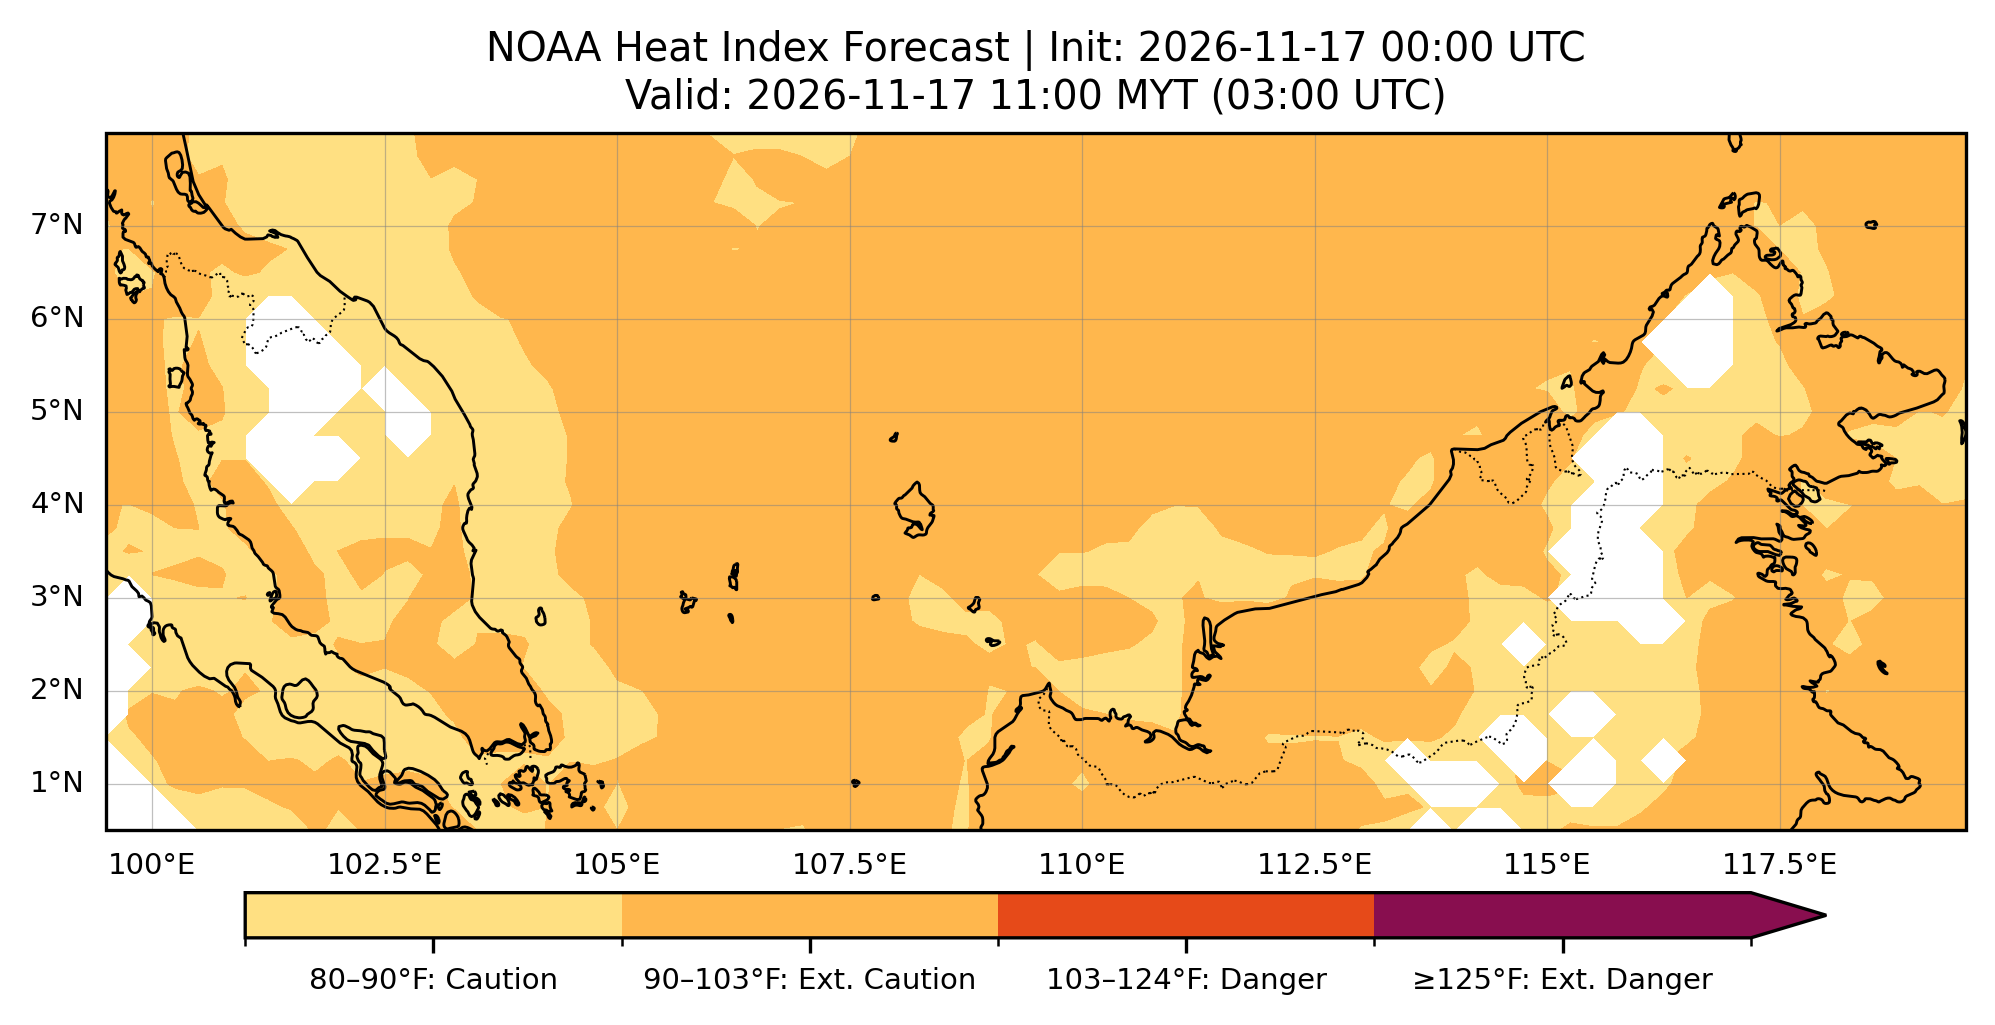 NOAA Heat Index Forecast | Init: 2026-11-17 00:00 UTC
Valid: 2026-11-17 11:00 MYT (03:00 UTC)
7°N
6°N
5°N
4°N
3°N
2°N
1°N
100°E 102.5°E 105°E 107.5°E 110°E 112.5°E 115°E 117.5°E
80–90°F: Caution 90–103°F: Ext. Caution 103–124°F: Danger ≥125°F: Ext. Danger